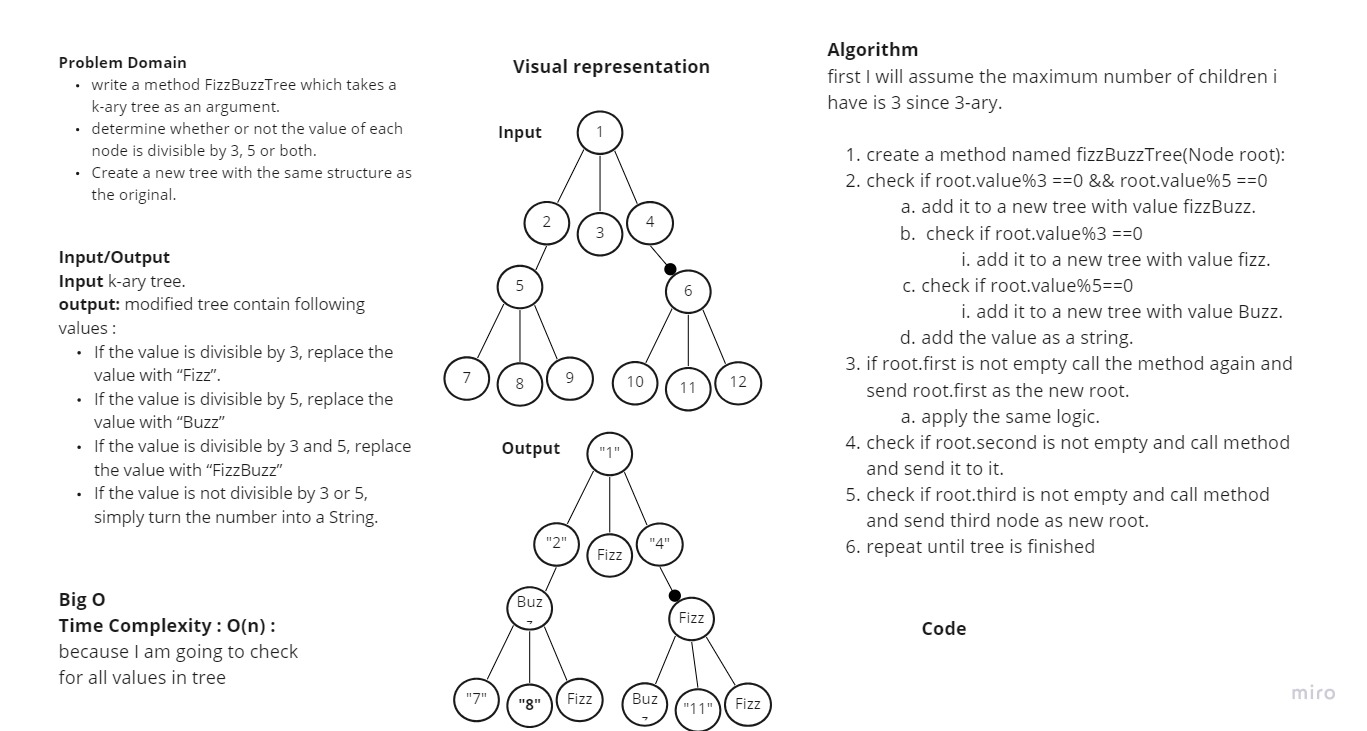 Problem Domain
• write a method FizzBuzzTree which takes a
k-ary tree as an argument.
• determine whether or not the value of each
node is divisible by 3, 5 or both.
• Create a new tree with the same structure as
the original.
Input/Output
Input k-ary tree.
output: modified tree contain following
values :
• If the value is divisible by 3, replace the
value with “Fizz”.
• If the value is divisible by 5, replace the
value with “Buzz”
• If the value is divisible by 3 and 5, replace
the value with “FizzBuzz”
• If the value is not divisible by 3 or 5,
simply turn the number into a String.
Big O
Time Complexity : O(n) :
because I am going to check
for all values in tree
Visual representation
Input
1
2
3
4
5
6
7
8
9
10
11
12
Output
"1"
"2"
Fizz
"4"
Buz
z
Fizz
"7"
"8"
Fizz
Buz
z
"11"
Fizz
Algorithm
first I will assume the maximum number of children i
have is 3 since 3-ary.
1. create a method named fizzBuzzTree(Node root):
2. check if root.value%3 ==0 && root.value%5 ==0
a. add it to a new tree with value fizzBuzz.
b. check if root.value%3 ==0
i. add it to a new tree with value fizz.
c. check if root.value%5==0
i. add it to a new tree with value Buzz.
d. add the value as a string.
3. if root.first is not empty call the method again and
send root.first as the new root.
a. apply the same logic.
4. check if root.second is not empty and call method
and send it to it.
5. check if root.third is not empty and call method
and send third node as new root.
6. repeat until tree is finished
Code
miro